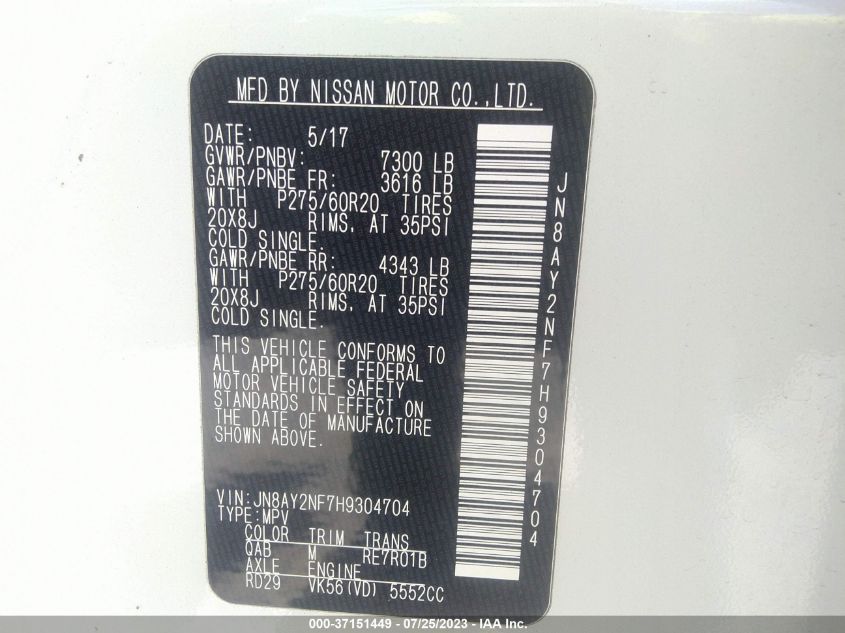 MFD BY NISSAN MOTOR CO.,LTD.
DATE: 5/17
GVWR/PNBV: 7300 LB
GAWR/PNBE FR: 3616 LB
WITH P275/60R20 TIRES
20X8J RIMS, AT 35PSI
COLD SINGLE.
GAWR/PNBE RR: 4343 LB
WITH P275/60R20 TIRES
20X8J RIMS, AT 35PSI
COLD SINGLE.
THIS VEHICLE CONFORMS TO
ALL APPLICABLE FEDERAL
MOTOR VEHICLE SAFETY
STANDARDS IN EFFECT ON
THE DATE OF MANUFACTURE
SHOWN ABOVE.
VIN:JN8AY2NF7H9304704
TYPE:MPV
COLOR TRIM TRANS
QAB M RE7R01B
AXLE ENGINE
RD29 VK56(VD) 5552CC
JN8AY2NF7H9304704
000-37151449 - 07/25/2023 - IAA Inc.